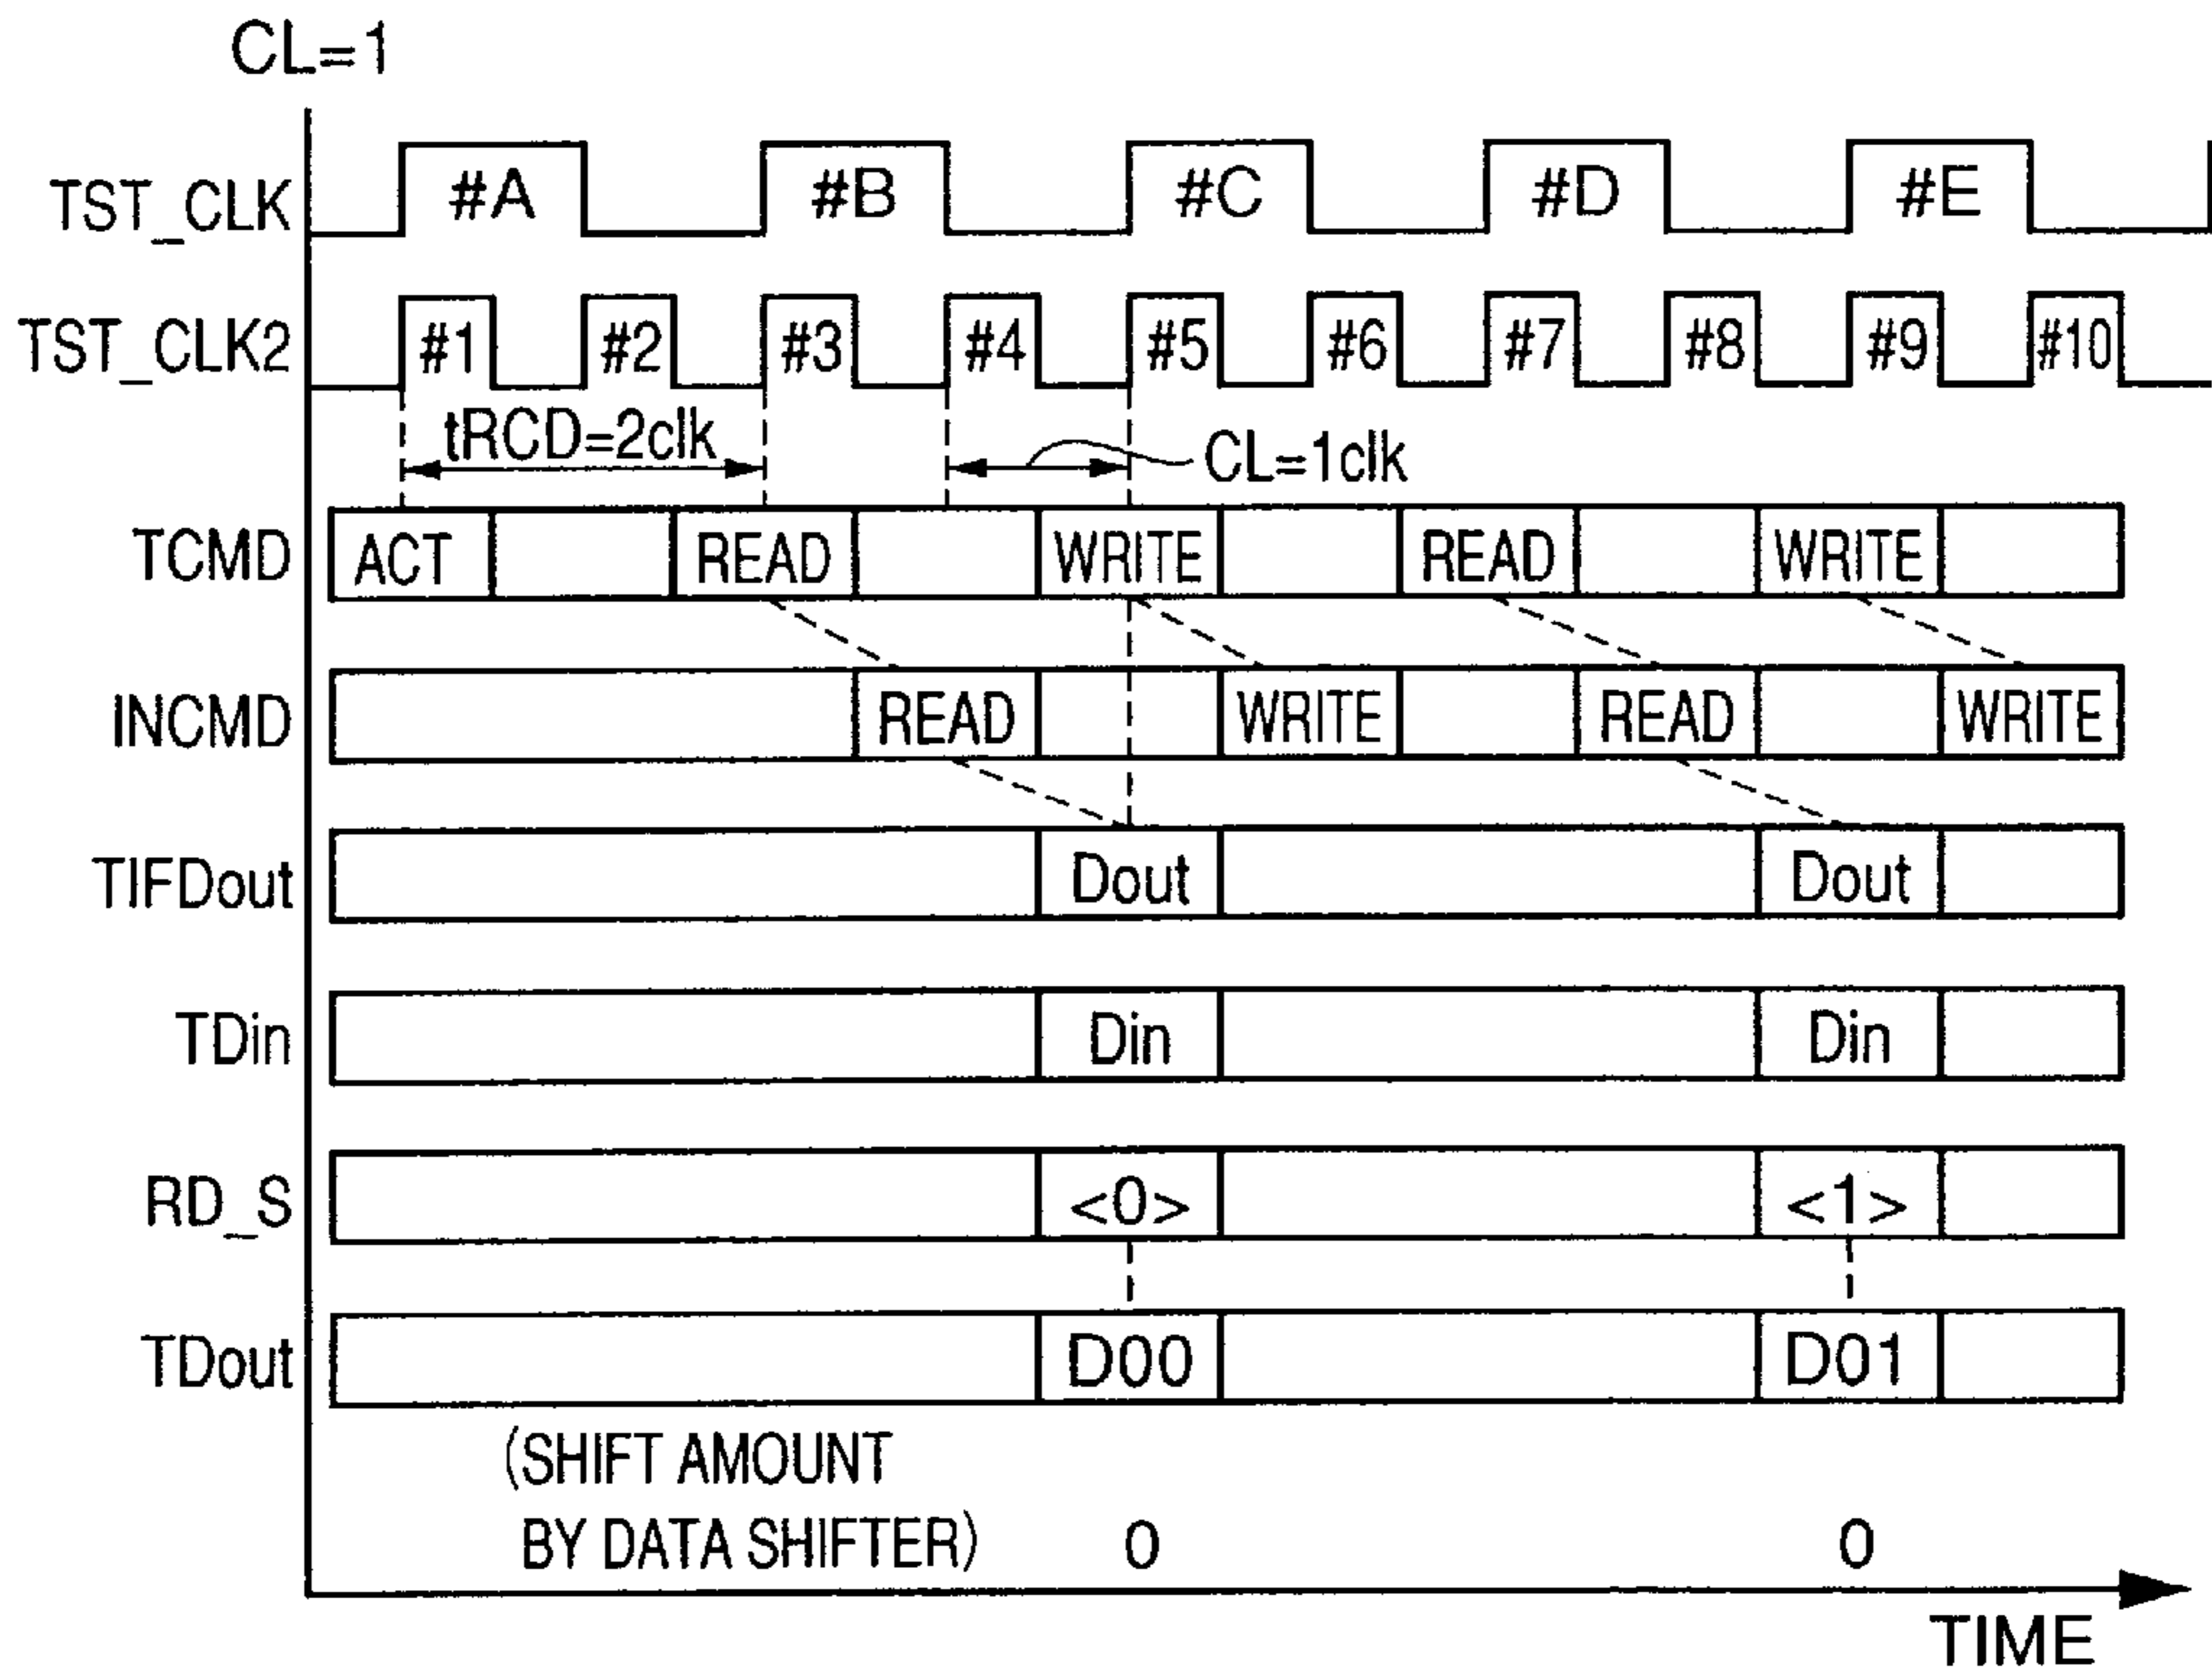 CL=1
TST_CLK #A #B #C #D #E
TST_CLK2 #1 #2 #3 #4 #5 #6 #7 #8 #9 #10
tRCD=2clk CL=1clk
TCMD ACT READ WRITE READ WRITE
INCMD READ WRITE READ WRITE
TIFDout Dout Dout
TDin Din Din
RD_S <0> <1>
TDout D00 D01
(SHIFT AMOUNT
BY DATA SHIFTER) 0 0
TIME